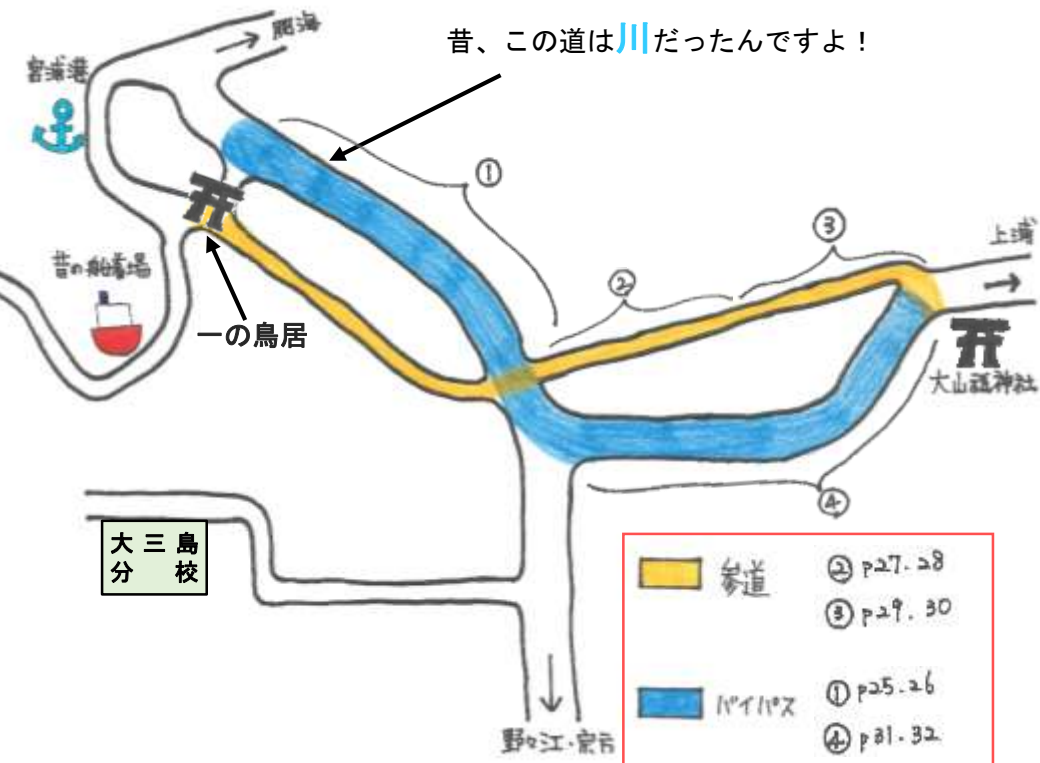 昔、この道は川だったんですよ！
肥海
宮浦港
①
③
上浦
②
昔の船着場
一の鳥居
大山祇神社
④
大三島
分校
参道
② P27.28
③ P29.30
バイパス
① P25.26
④ P31.32
野々江・宗方